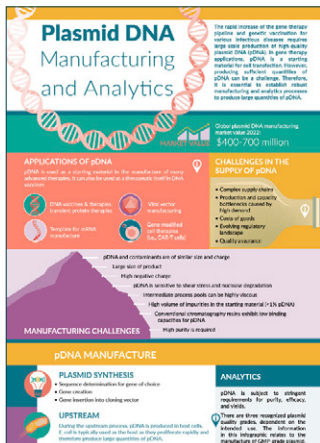 Plasmid DNA
Manufacturing
and Analytics
The rapid increase of the gene therapy
pipeline and genetic vaccination for
various infectious diseases requires
large scale production of high-quality
plasmid DNA (pDNA). In gene therapy
applications, pDNA is a starting
material for cell transfection. However,
producing sufficient quantities of
pDNA can be a challenge. Therefore,
it is essential to establish robust
manufacturing and analytics processes
to produce large quantities of pDNA.
MARKET VALUE
Global plasmid DNA manufacturing
market value 2022:
$400-700 million
APPLICATIONS OF pDNA
pDNA is used as a starting material in the manufacture of many
advanced therapies. It can also be used as a therapeutic itself in DNA
vaccines.
DNA vaccines &
transient protein therapies
Viral vector
manufacturing
Template for mRNA
manufacture
Gene modified
cell therapies
(i.e., CAR-T cells)
CHALLENGES IN THE
SUPPLY OF pDNA
• Complex supply chains
• Production and capacity
bottlenecks caused by
high demand
• Costs of goods
• Evolving regulatory
landscape
• Quality assurance
pDNA and contaminants are of similar size and charge
Large size of product
High negative charge
pDNA is sensitive to shear stress and nuclease degradation
Intermediate process pools can be highly viscous
High volume of impurities in the starting material (<1% pDNA)
Conventional chromatography resins exhibit low binding
capacities for pDNA
High purity is required
MANUFACTURING CHALLENGES
pDNA MANUFACTURE
PLASMID SYNTHESIS
• Sequence determination for gene of choice
• Gene creation
• Gene insertion into cloning vector
UPSTREAM
During the upstream process, pDNA is produced in host cells.
E. coli is typically used as the host as they proliferate rapidly and
therefore produce large quantities of pDNA.
ANALYTICS
pDNA is subject to stringent
requirements for purity, efficacy,
and yields.
There are three recognized plasmid
quality grades, dependent on the
intended use. The information
in this infographic relates to the
manufacture of GMP grade plasmid.